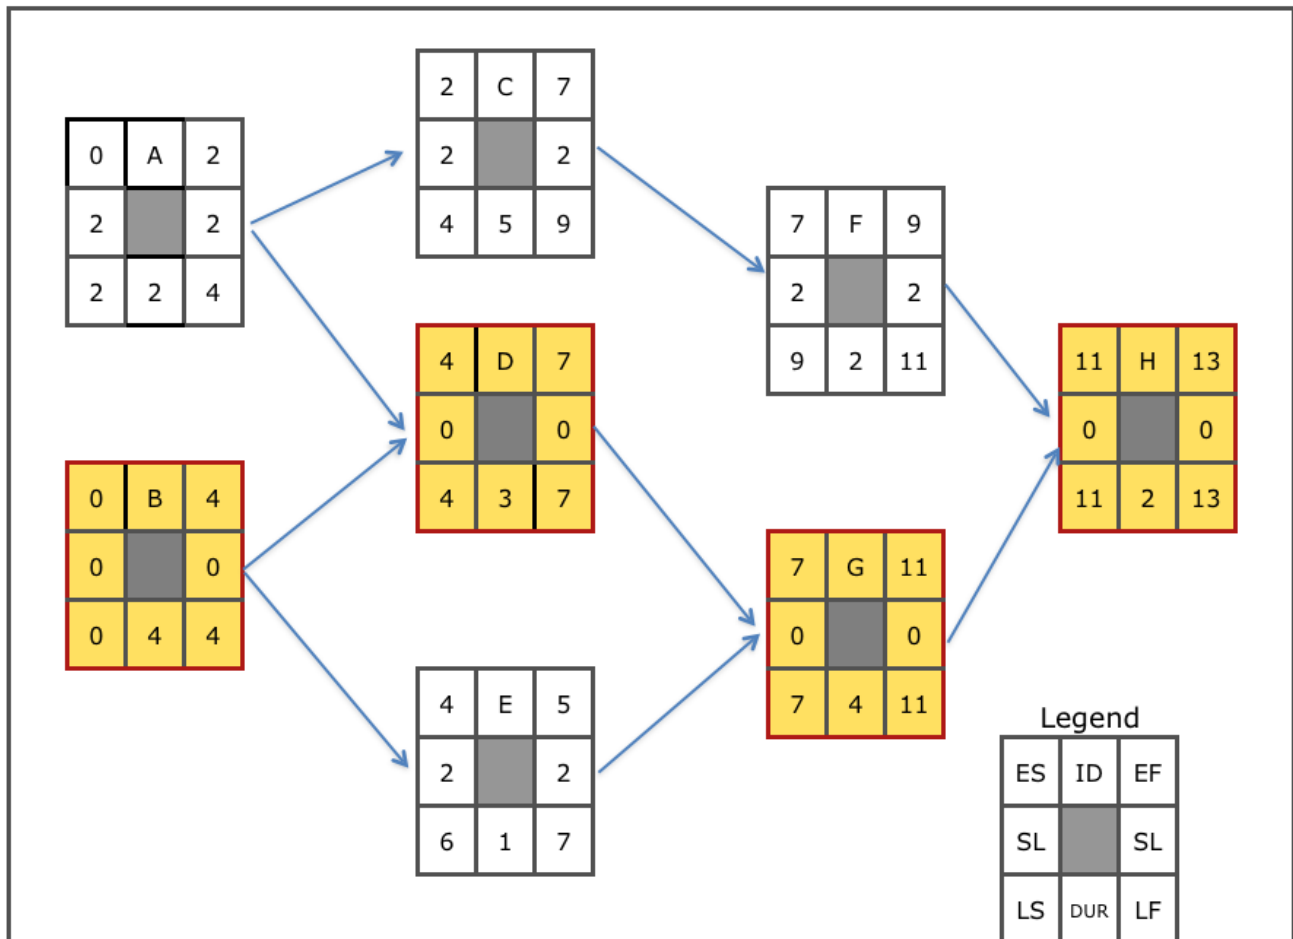 0 A 2
2 2
2 2 4
0 B 4
0 0
0 4 4
2 C 7
2 2
4 5 9
4 D 7
0 0
4 3 7
4 E 5
2 2
6 1 7
7 F 9
2 2
9 2 11
7 G 11
0 0
7 4 11
11 H 13
0 0
11 2 13
Legend
ES ID EF
SL SL
LS DUR LF